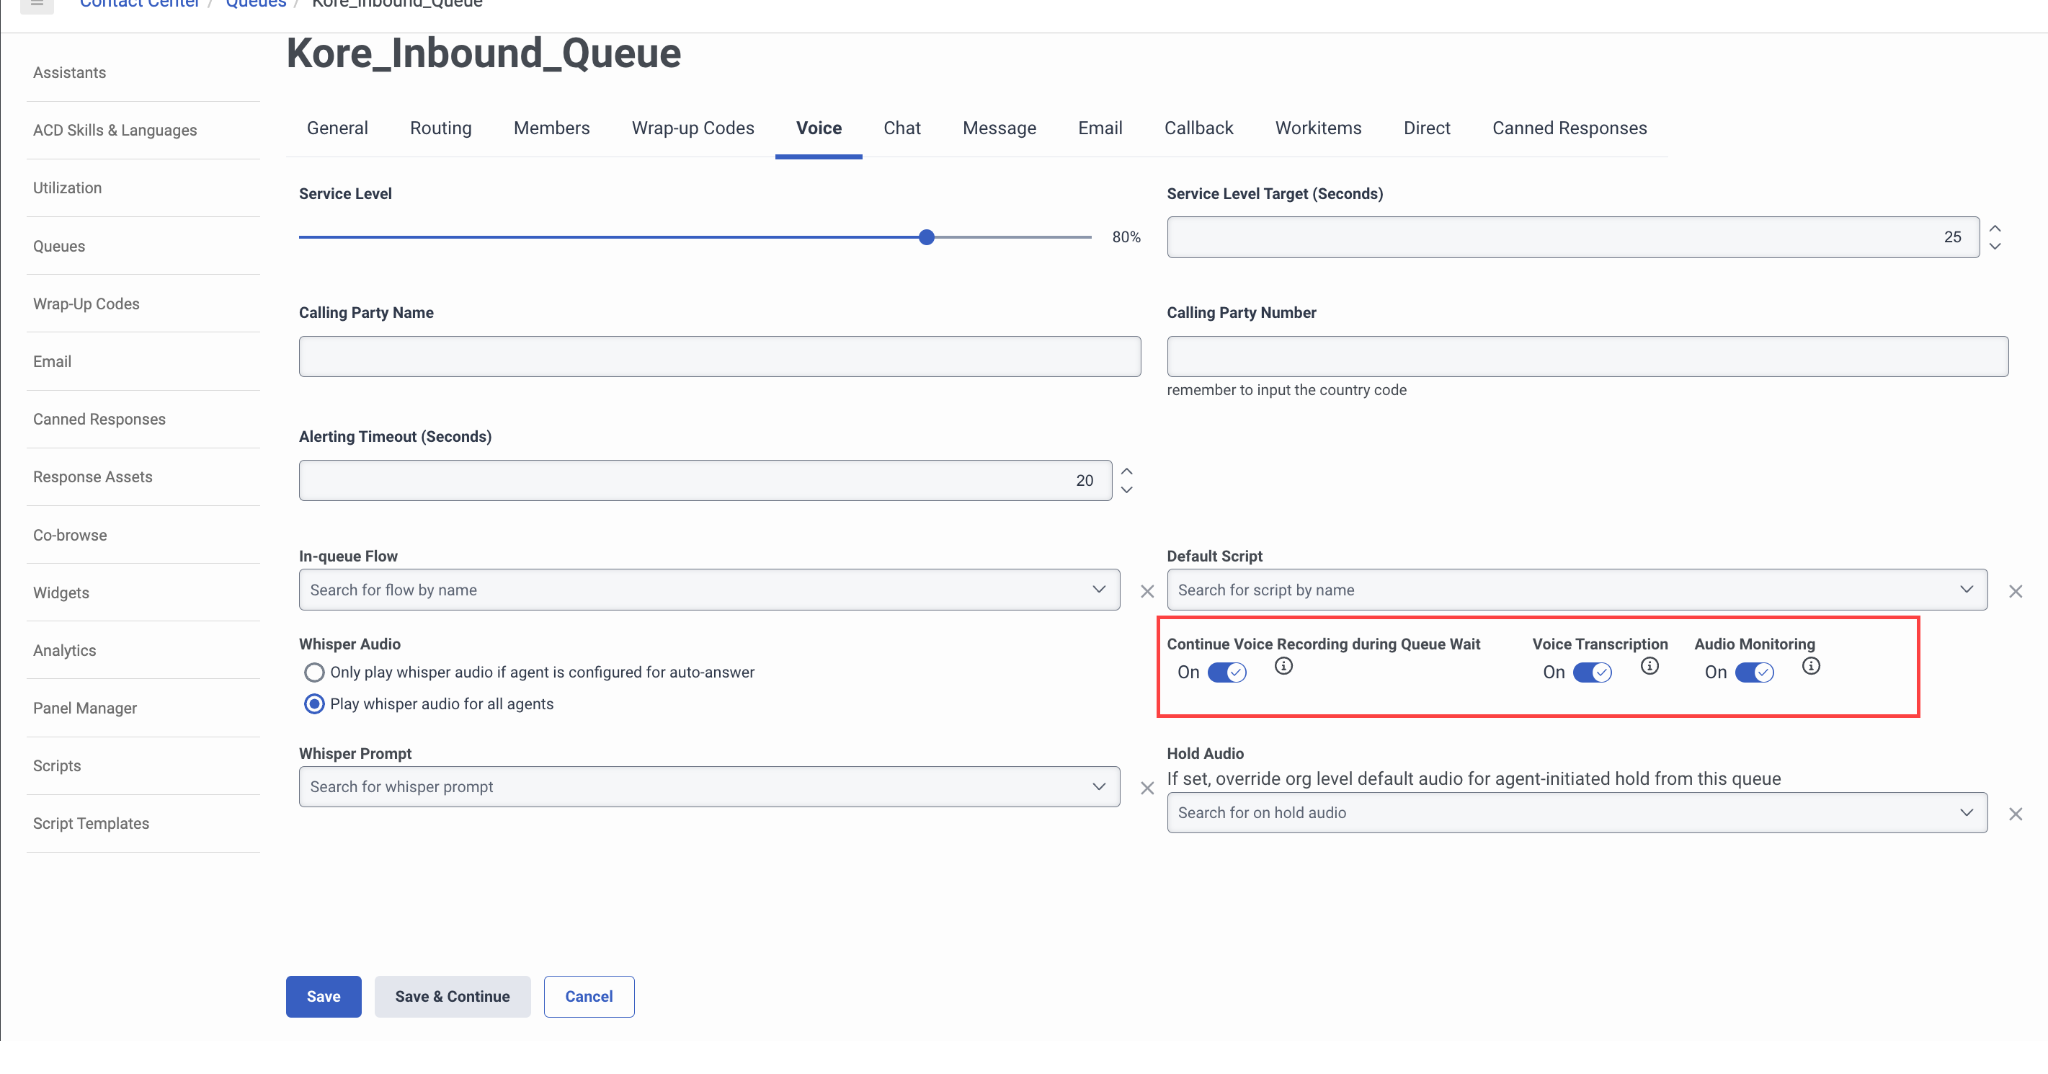 Contact Center / Queues / Kore_Inbound_Queue
Kore_Inbound_Queue
Assistants
ACD Skills & Languages
Utilization
Queues
Wrap-Up Codes
Email
Canned Responses
Response Assets
Co-browse
Widgets
Analytics
Panel Manager
Scripts
Script Templates
General Routing Members Wrap-up Codes Voice Chat Message Email Callback Workitems Direct Canned Responses
Service Level
80%
Service Level Target (Seconds)
25
Calling Party Name
Calling Party Number
remember to input the country code
Alerting Timeout (Seconds)
20
In-queue Flow
Search for flow by name
Default Script
Search for script by name
Whisper Audio
Only play whisper audio if agent is configured for auto-answer
Play whisper audio for all agents
Continue Voice Recording during Queue Wait Voice Transcription Audio Monitoring
On On On
Whisper Prompt
Search for whisper prompt
Hold Audio
If set, override org level default audio for agent-initiated hold from this queue
Search for on hold audio
Save Save & Continue Cancel